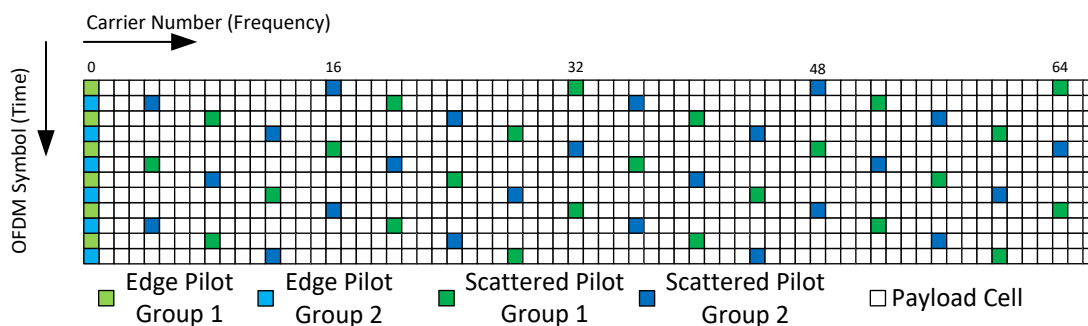 Carrier Number (Frequency)
OFDM Symbol (Time)
0 16 32 48 64
Edge Pilot
Group 1
Edge Pilot
Group 2
Scattered Pilot
Group 1
Scattered Pilot
Group 2
Payload Cell